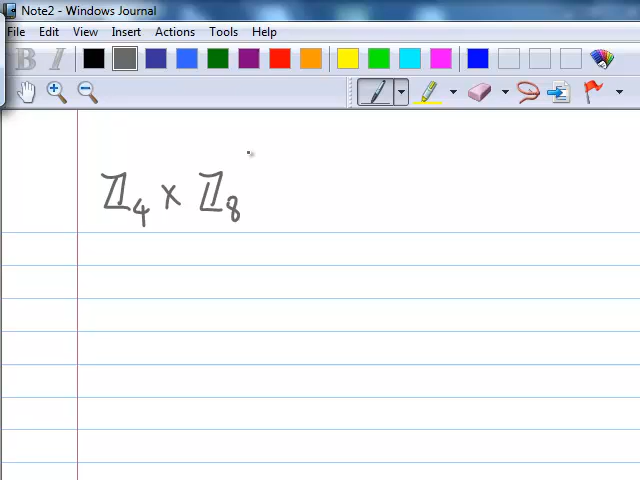 Note2 - Windows Journal
File Edit View Insert Actions Tools Help
B I
ℤ₄ × ℤ₈